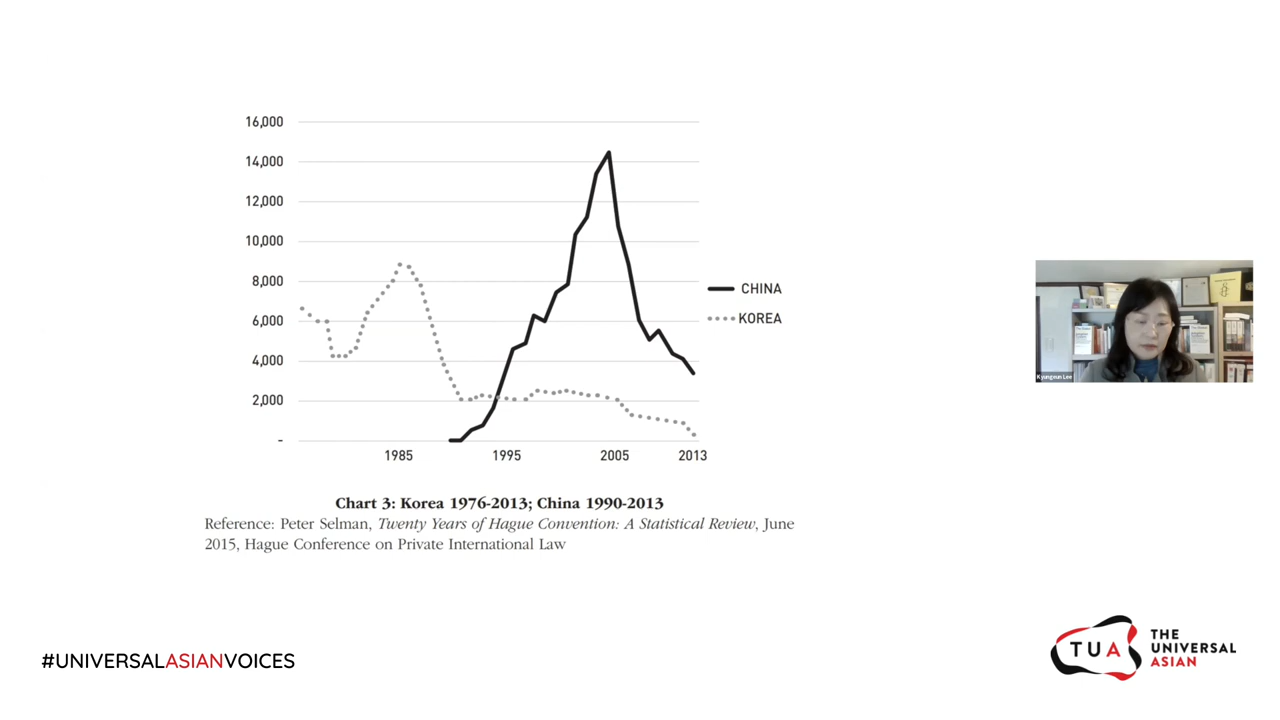 16,000
14,000
12,000
10,000
8,000
6,000
4,000
2,000
-
1985 1995 2005 2013
CHINA
KOREA
Chart 3: Korea 1976-2013; China 1990-2013
Reference: Peter Selman, Twenty Years of Hague Convention: A Statistical Review, June
2015, Hague Conference on Private International Law
#UNIVERSALASIANVOICES
TUA
THE
UNIVERSAL
ASIAN